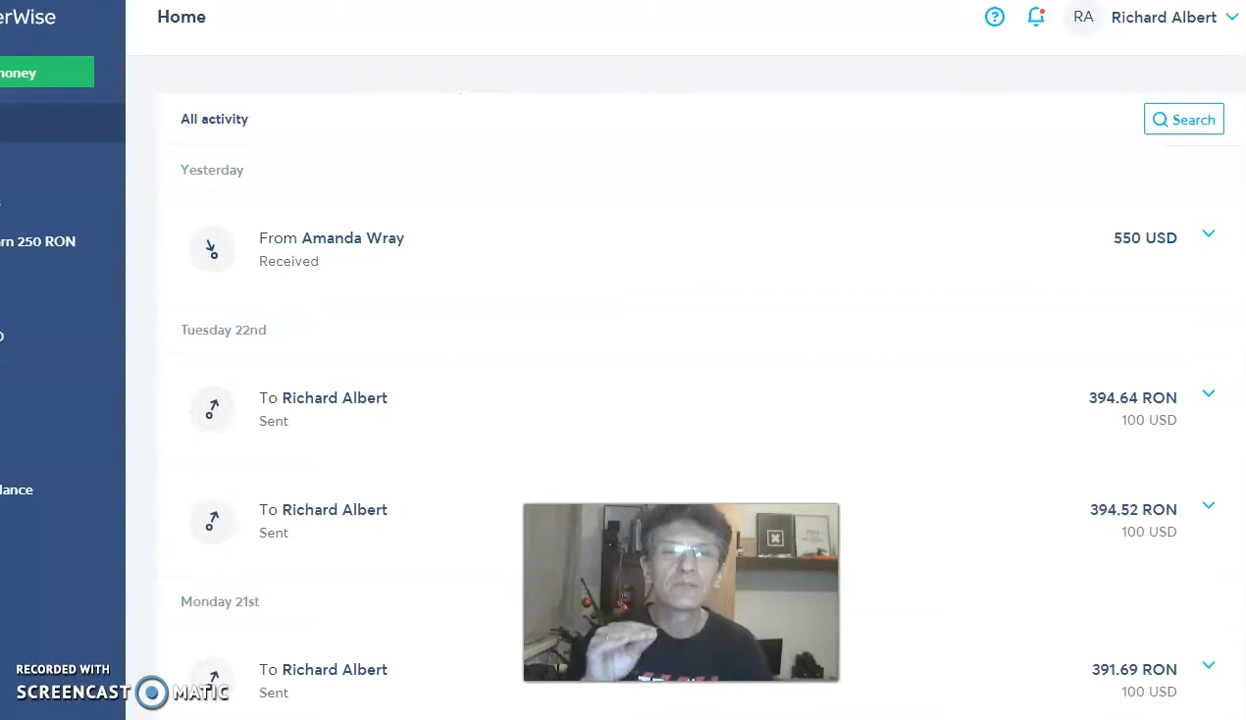 erWise
Home
RA
Richard Albert
money
All activity
Search
Yesterday
From Amanda Wray
550 USD
Received
rn 250 RON
Tuesday 22nd
To Richard Albert
394.64 RON
Sent
100 USD
lance
To Richard Albert
394.52 RON
Sent
100 USD
Monday 21st
To Richard Albert
391.69 RON
Sent
100 USD
RECORDED WITH
SCREENCAST MATIC